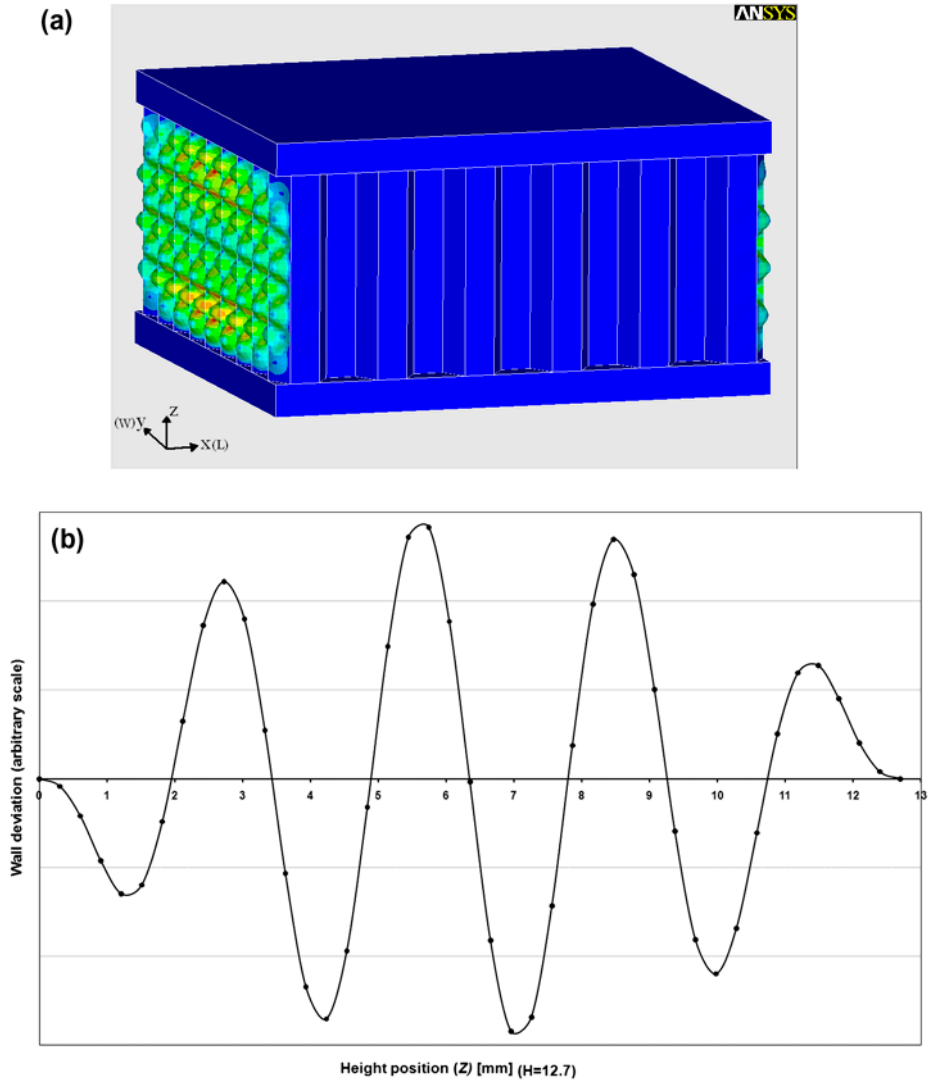 (a)
ANSYS
Z
(W)y
X(L)
(b)
Wall deviation (arbitrary scale)
0 1 2 3 4 5 6 7 8 9 10 11 12 13
Height position (Z) [mm] (H=12.7)